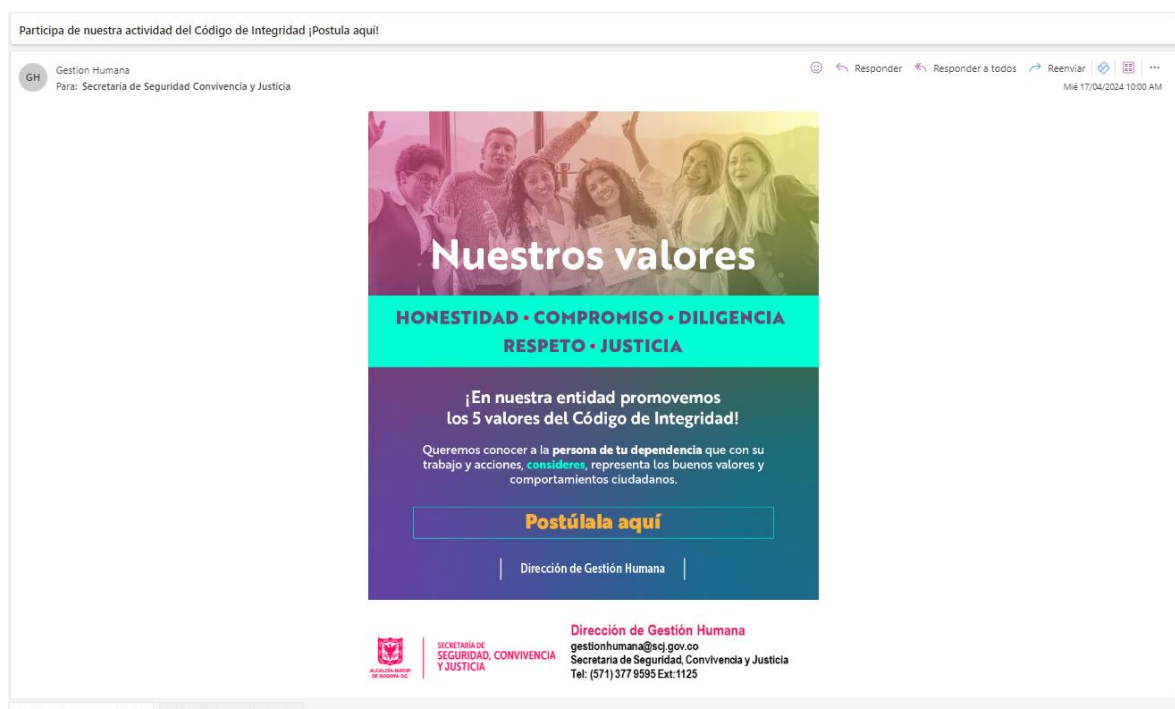 Participa de nuestra actividad del Código de Integridad ¡Postula aquí!
GH
Gestion Humana
Para: Secretaria de Seguridad Convivencia y Justicia
Responder
Responder a todos
Reenviar
Mié 17/04/2024 10:00 AM
Nuestros valores
HONESTIDAD • COMPROMISO • DILIGENCIA
RESPETO • JUSTICIA
¡En nuestra entidad promovemos
los 5 valores del Código de Integridad!
Queremos conocer a la persona de tu dependencia que con su
trabajo y acciones, consideres, representa los buenos valores y
comportamientos ciudadanos.
Postúlala aquí
Dirección de Gestión Humana
ALCALDÍA MAYOR
DE BOGOTÁ D.C.
SECRETARÍA DE
SEGURIDAD, CONVIVENCIA
Y JUSTICIA
Dirección de Gestión Humana
gestionhumana@scj.gov.co
Secretaria de Seguridad, Convivencia y Justicia
Tel: (571) 377 9595 Ext:1125